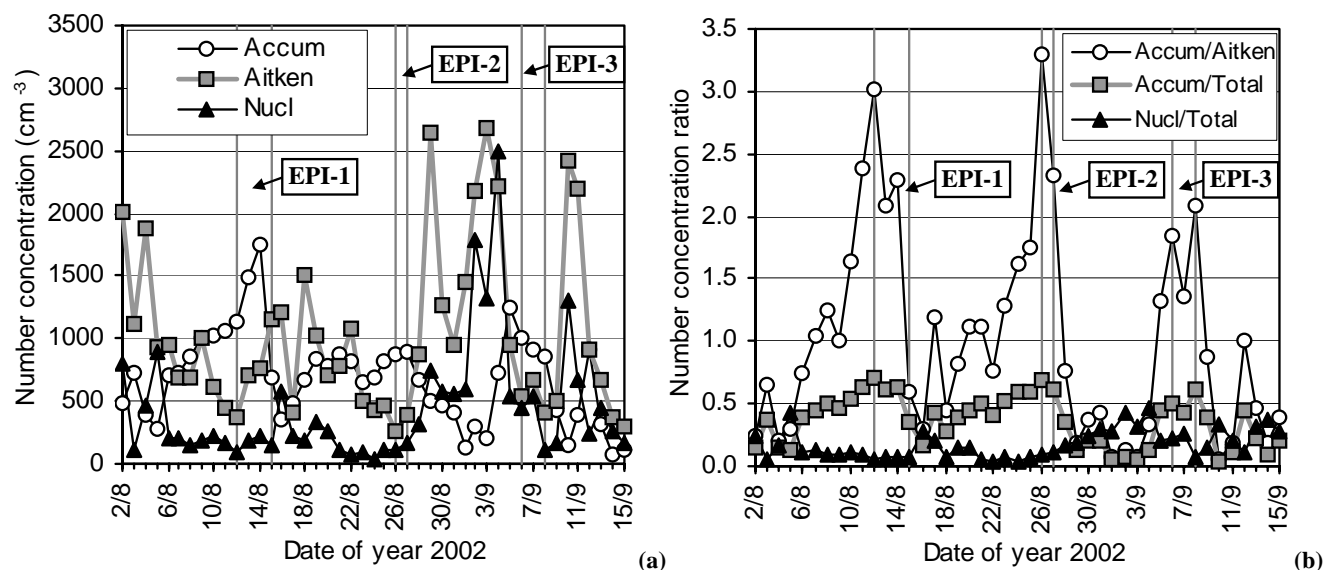 3500
3000
2500
2000
1500
1000
500
0
Number concentration (cm⁻³)
Accum
Aitken
Nucl
EPI-1
EPI-2
EPI-3
2/8
6/8
10/8
14/8
18/8
22/8
26/8
30/8
3/9
7/9
11/9
15/9
Date of year 2002
(a)
3.5
3.0
2.5
2.0
1.5
1.0
0.5
0.0
Number concentration ratio
Accum/Aitken
Accum/Total
Nucl/Total
EPI-1
EPI-2
EPI-3
2/8
6/8
10/8
14/8
18/8
22/8
26/8
30/8
3/9
7/9
11/9
15/9
Date of year 2002
(b)